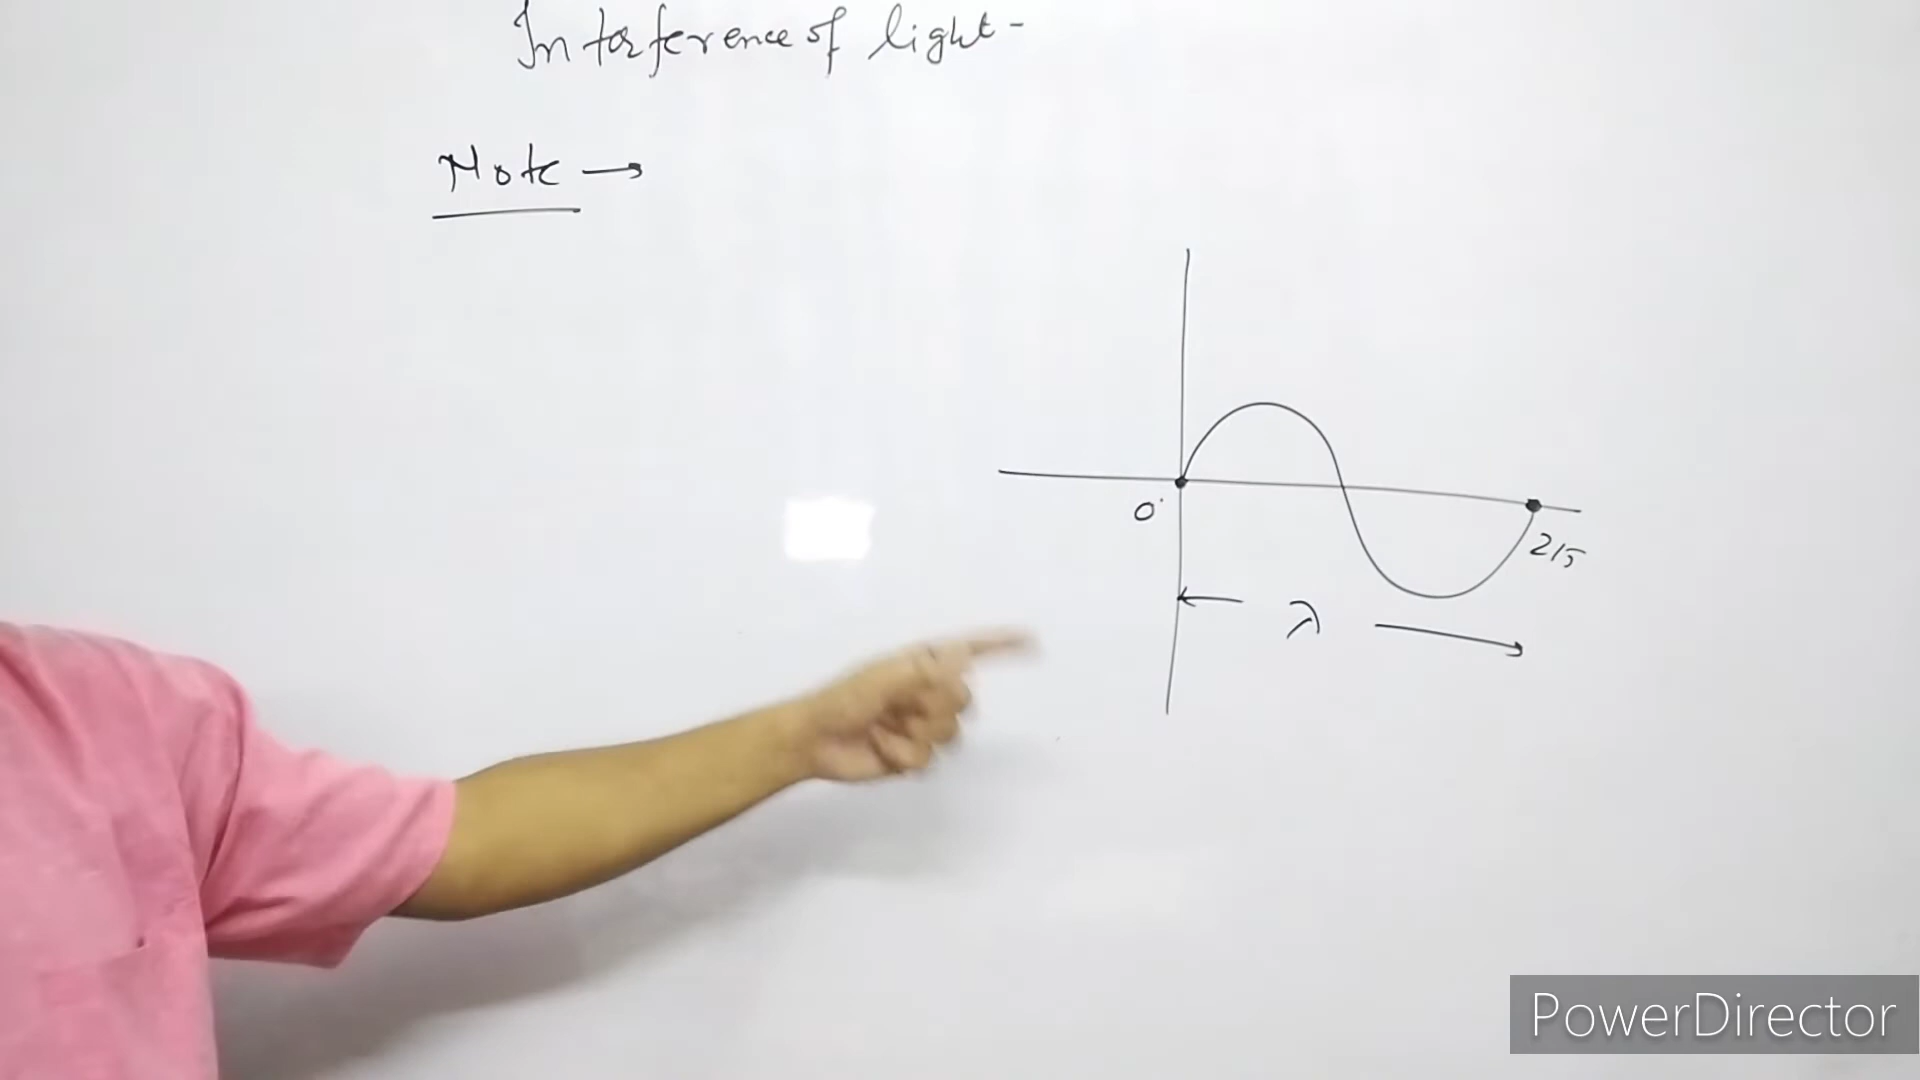 Interference of light -
Note →
0
2π
λ
PowerDirector